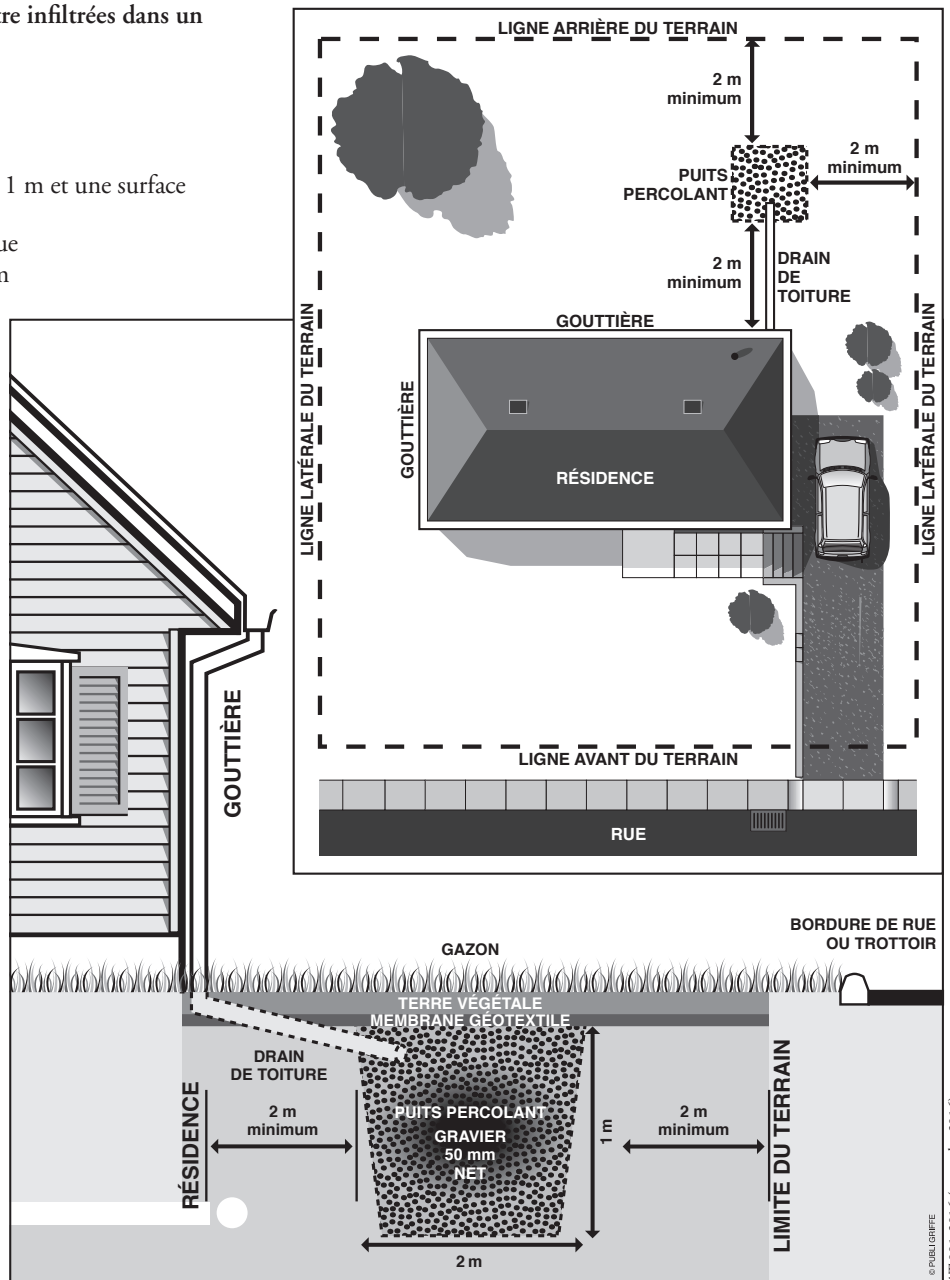 tre infiltrées dans un
1 m et une surface
ue
n
LIGNE ARRIÈRE DU TERRAIN
2 m
minimum
2 m
minimum
PUITS
PERCOLANT
2 m
minimum
DRAIN
DE
TOITURE
GOUTTIÈRE
GOUTTIÈRE
LIGNE LATÉRALE DU TERRAIN
LIGNE LATÉRALE DU TERRAIN
RÉSIDENCE
LIGNE AVANT DU TERRAIN
RUE
GOUTTIÈRE
BORDURE DE RUE
OU TROTTOIR
GAZON
TERRE VÉGÉTALE
MEMBRANE GÉOTEXTILE
DRAIN
DE TOITURE
RÉSIDENCE
2 m
minimum
PUITS PERCOLANT
GRAVIER
50 mm
NET
1 m
2 m
minimum
LIMITE DU TERRAIN
2 m
© PUBLI GRIFFE